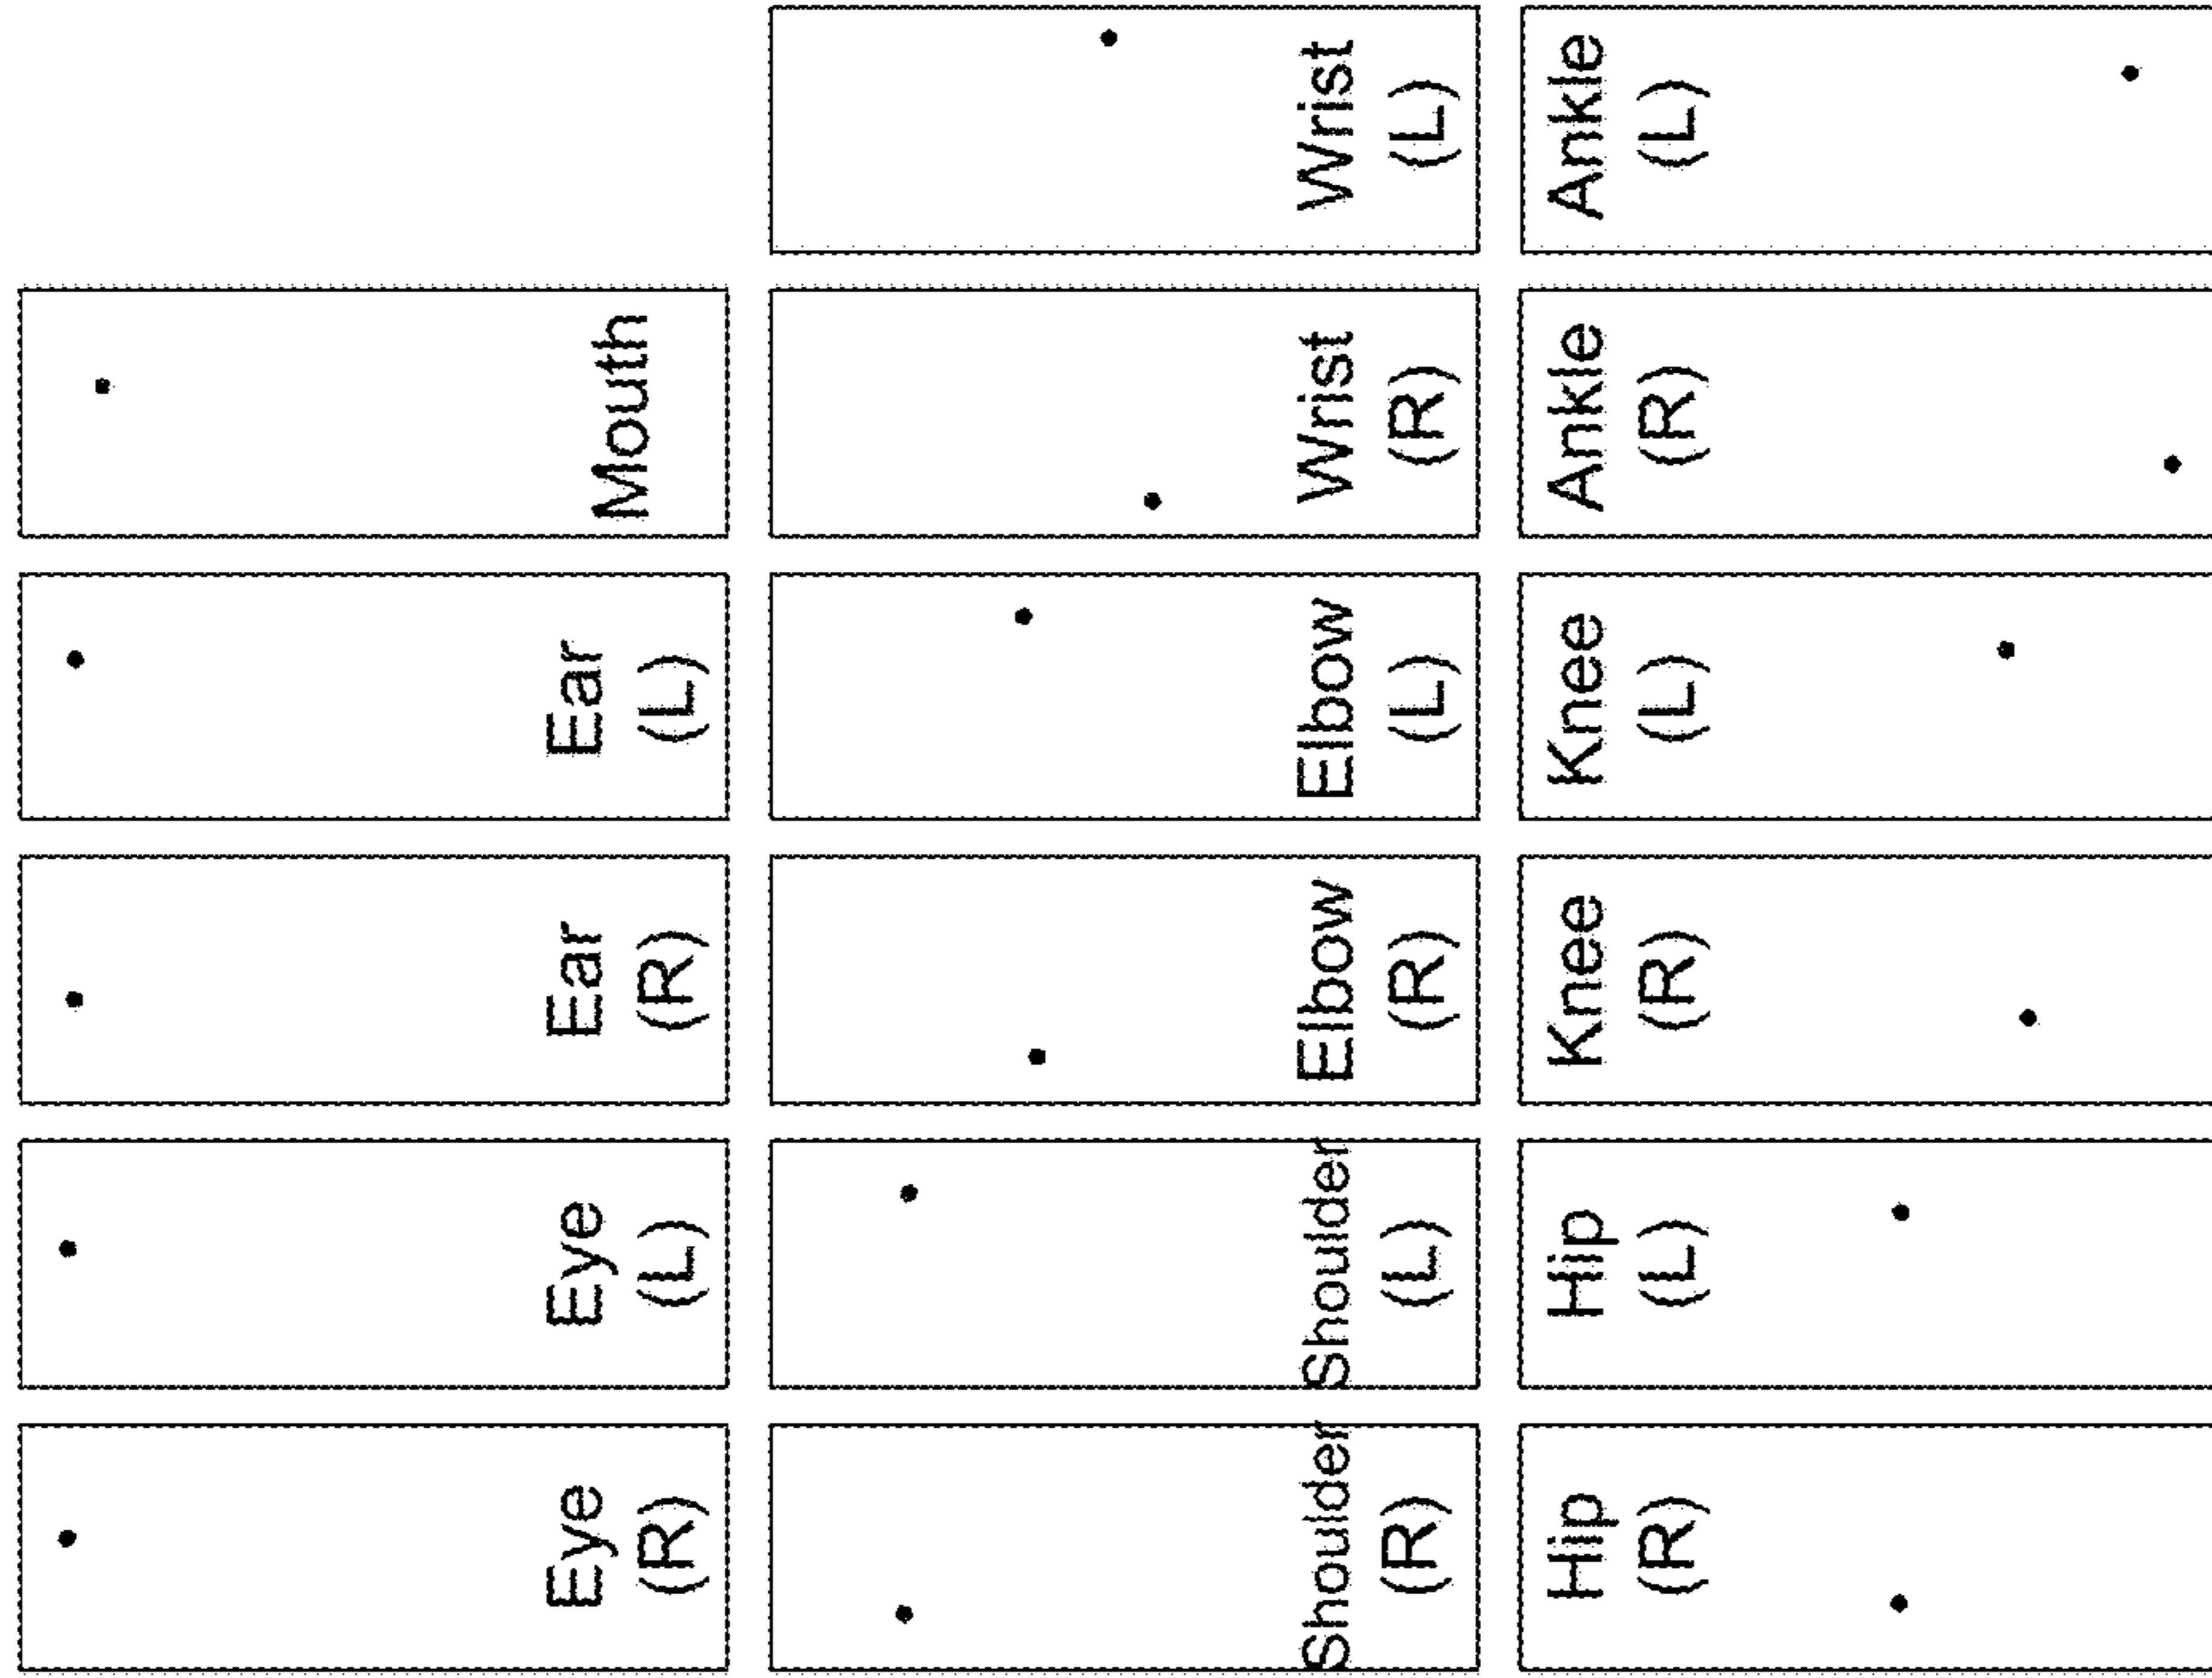 Eye
(R)
Eye
(L)
Ear
(R)
Ear
(L)
Mouth
Shoulder
(R)
Shoulder
(L)
Elbow
(R)
Elbow
(L)
Wrist
(R)
Wrist
(L)
Hip
(R)
Hip
(L)
Knee
(R)
Knee
(L)
Ankle
(R)
Ankle
(L)